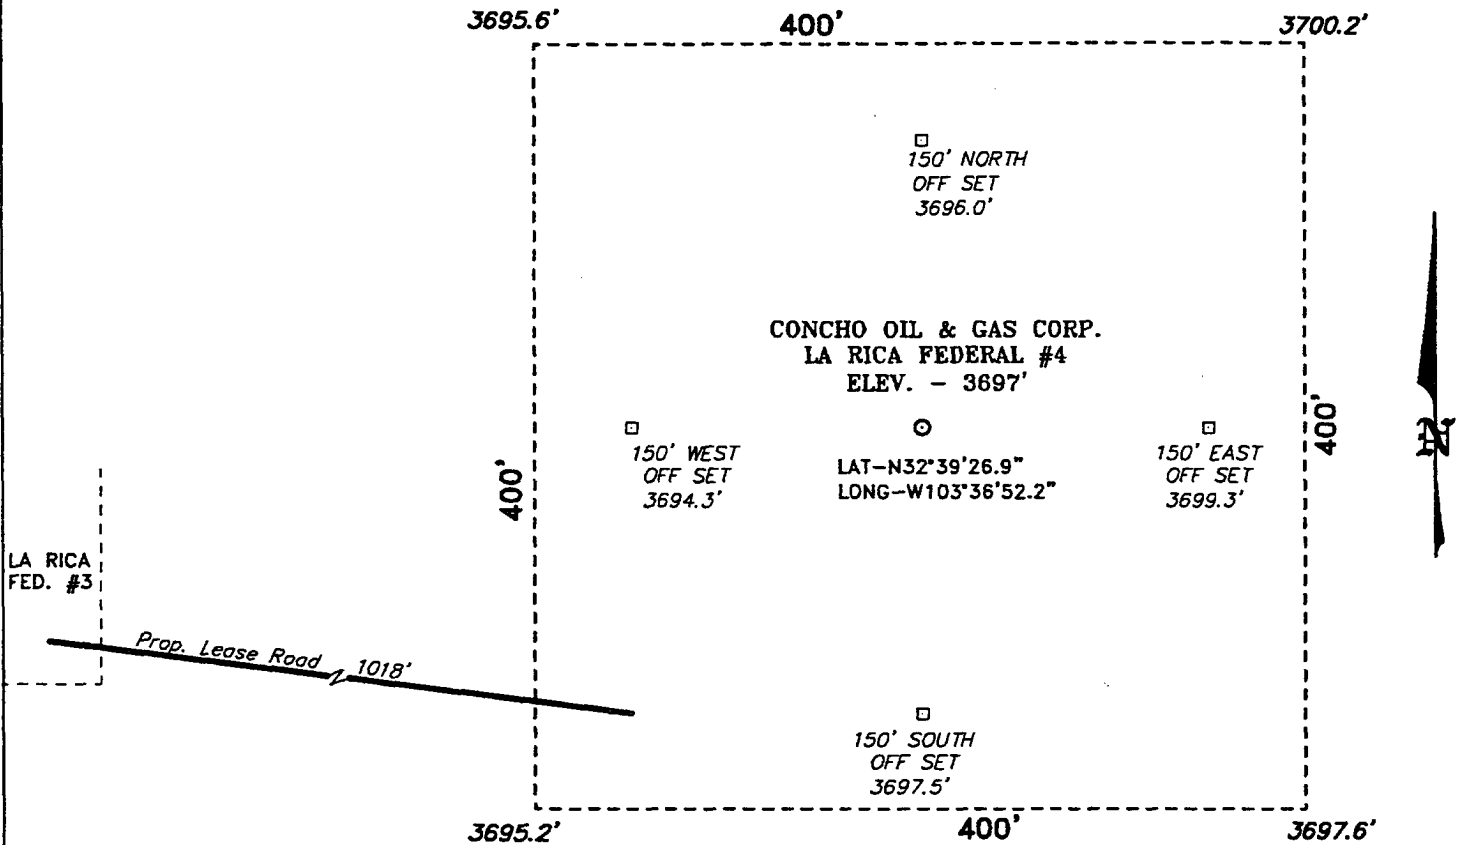 3695.6'
400'
3700.2'
150' NORTH
OFF SET
3696.0'
CONCHO OIL & GAS CORP.
LA RICA FEDERAL #4
ELEV. - 3697'
150' WEST
OFF SET
3694.3'
LAT-N32°39'26.9"
LONG-W103°36'52.2"
150' EAST
OFF SET
3699.3'
400'
400'
N
LA RICA
FED. #3
Prop. Lease Road 1018'
150' SOUTH
OFF SET
3697.5'
3695.2'
400'
3697.6'